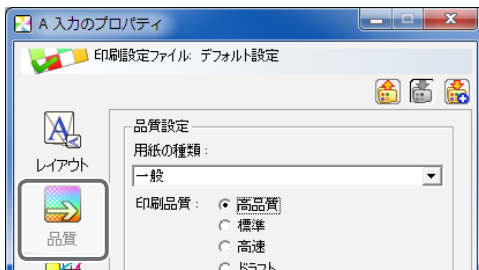 A 入力のプロパティ
印刷設定ファイル: デフォルト設定
レイアウト
品質
品質設定
用紙の種類 :
一般
印刷品質 :
高品質
標準
高速
ドラフト